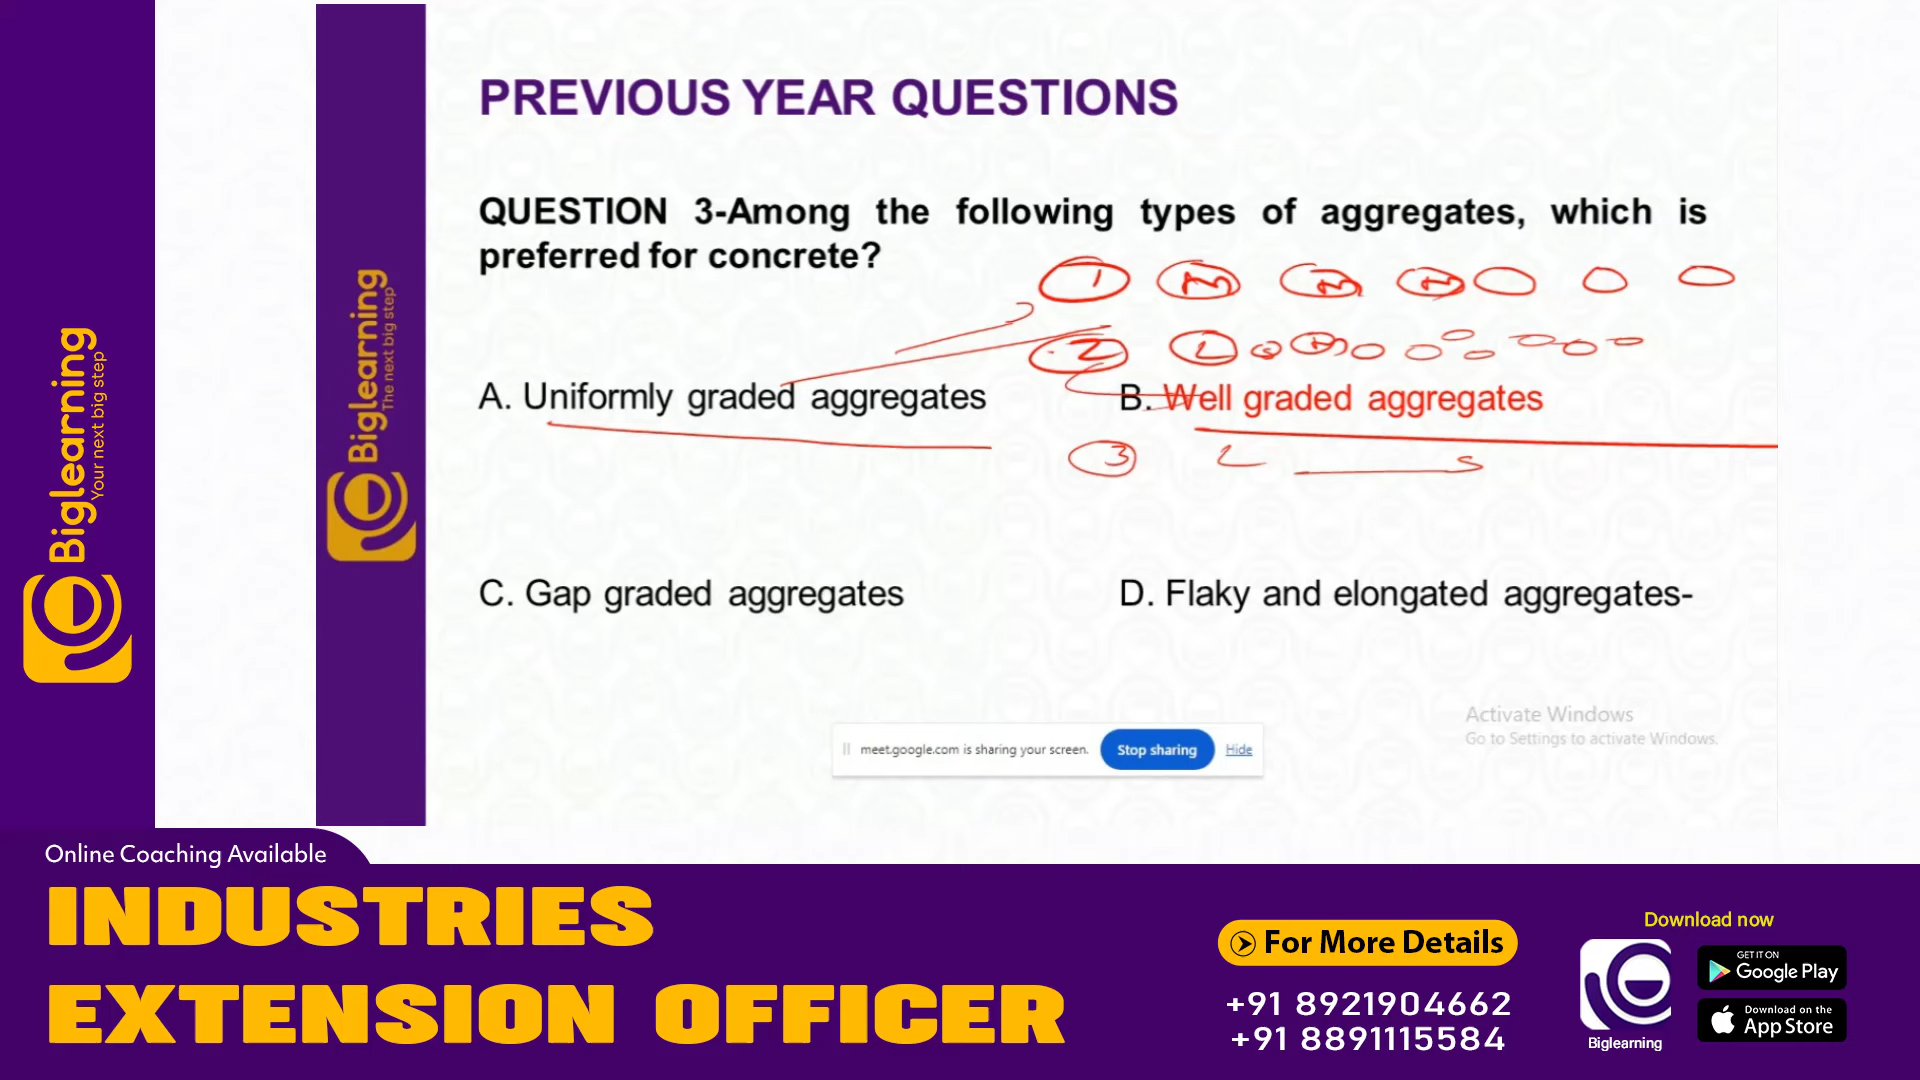 PREVIOUS YEAR QUESTIONS
QUESTION 3-Among the following types of aggregates, which is
preferred for concrete?
1
2 L S
A. Uniformly graded aggregates
B. Well graded aggregates
3 L S
C. Gap graded aggregates
D. Flaky and elongated aggregates-
Biglearning
Your next big step
Biglearning
The next big step
Activate Windows
Go to Settings to activate Windows.
meet.google.com is sharing your screen.
Stop sharing
Hide
Online Coaching Available
INDUSTRIES
EXTENSION OFFICER
For More Details
+91 8921904662
+91 8891115584
Download now
Biglearning
GET IT ON
Google Play
Download on the
App Store